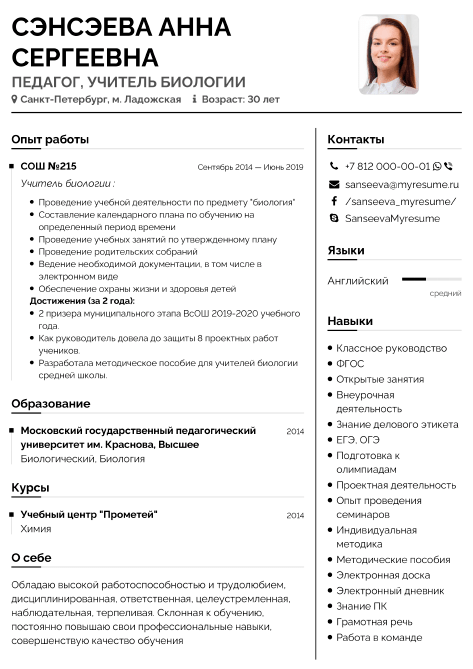 СЭНСЭЕВА АННА
СЕРГЕЕВНА
ПЕДАГОГ, УЧИТЕЛЬ БИОЛОГИИ
Санкт-Петербург, м. Ладожская Возраст: 30 лет
Опыт работы
СОШ №215 Сентябрь 2014 — Июнь 2019
Учитель биологии :
Проведение учебной деятельности по предмету "биология"
Составление календарного плана по обучению на
определенный период времени
Проведение учебных занятий по утвержденному плану
Проведение родительских собраний
Ведение необходимой документации, в том числе в
электронном виде
Обеспечение охраны жизни и здоровья детей
Достижения (за 2 года):
2 призера муниципального этапа ВсОШ 2019-2020 учебного
года.
Как руководитель довела до защиты 8 проектных работ
учеников.
Разработала методическое пособие для учителей биологии
средней школы.
Образование
Московский государственный педагогический 2014
университет им. Краснова, Высшее
Биологический, Биология
Курсы
Учебный центр "Прометей" 2014
Химия
О себе
Обладаю высокой работоспособностью и трудолюбием,
дисциплинированная, ответственная, целеустремленная,
наблюдательная, терпеливая. Склонная к обучению,
постоянно повышаю свои профессиональные навыки,
совершенствую качество обучения
Контакты
+7 812 000-00-01
sanseeva@myresume.ru
/sanseeva_myresume/
SanseevaMyresume
Языки
Английский
средний
Навыки
Классное руководство
ФГОС
Открытые занятия
Внеурочная
деятельность
Знание делового этикета
ЕГЭ, ОГЭ
Подготовка к
олимпиадам
Проектная деятельность
Опыт проведения
семинаров
Индивидуальная
методика
Методические пособия
Электронная доска
Электронный дневник
Знание ПК
Грамотная речь
Работа в команде